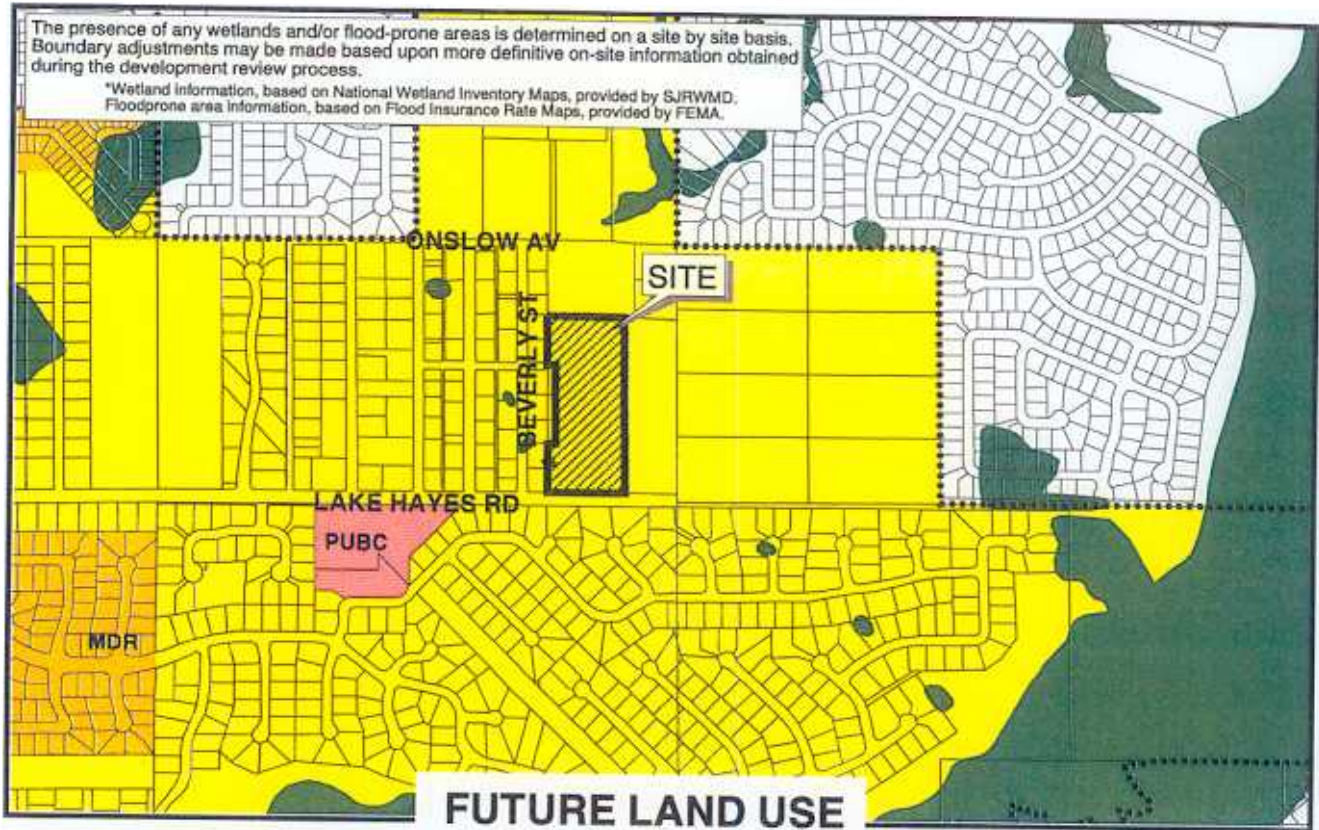 The presence of any wetlands and/or flood-prone areas is determined on a site by site basis.
Boundary adjustments may be made based upon more definitive on-site information obtained
during the development review process.
*Wetland information, based on National Wetland Inventory Maps, provided by SJRWMD.
Floodprone area information, based on Flood Insurance Rate Maps, provided by FEMA.
ONSLOW AV
SITE
BEVERLY ST
LAKE HAYES RD
PUBC
MDR
FUTURE LAND USE